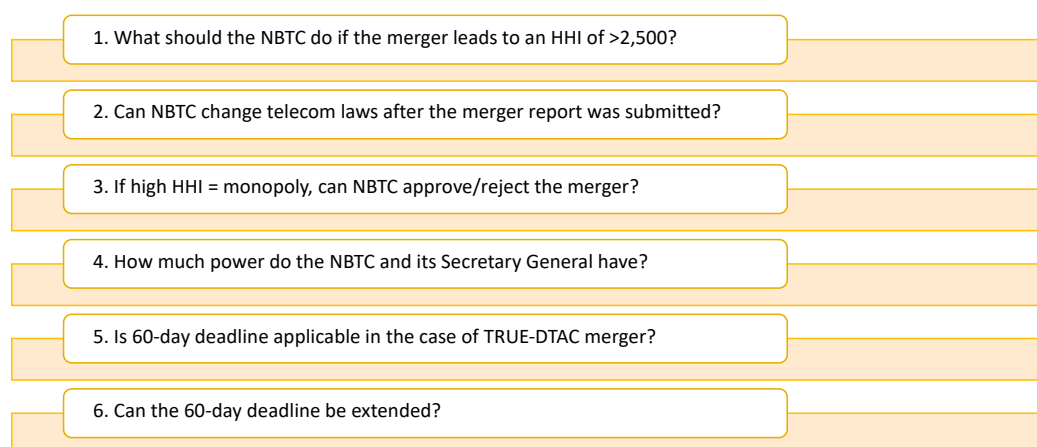 1. What should the NBTC do if the merger leads to an HHI of >2,500?
2. Can NBTC change telecom laws after the merger report was submitted?
3. If high HHI = monopoly, can NBTC approve/reject the merger?
4. How much power do the NBTC and its Secretary General have?
5. Is 60-day deadline applicable in the case of TRUE-DTAC merger?
6. Can the 60-day deadline be extended?